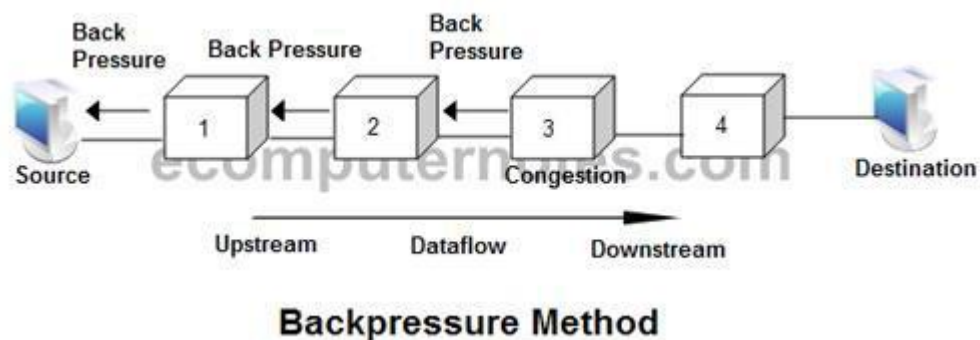 Back
Pressure
Back Pressure
Back
Pressure
1
2
3
4
Source
ecomputernotes.com
Congestion
Destination
Upstream
Dataflow
Downstream
Backpressure Method